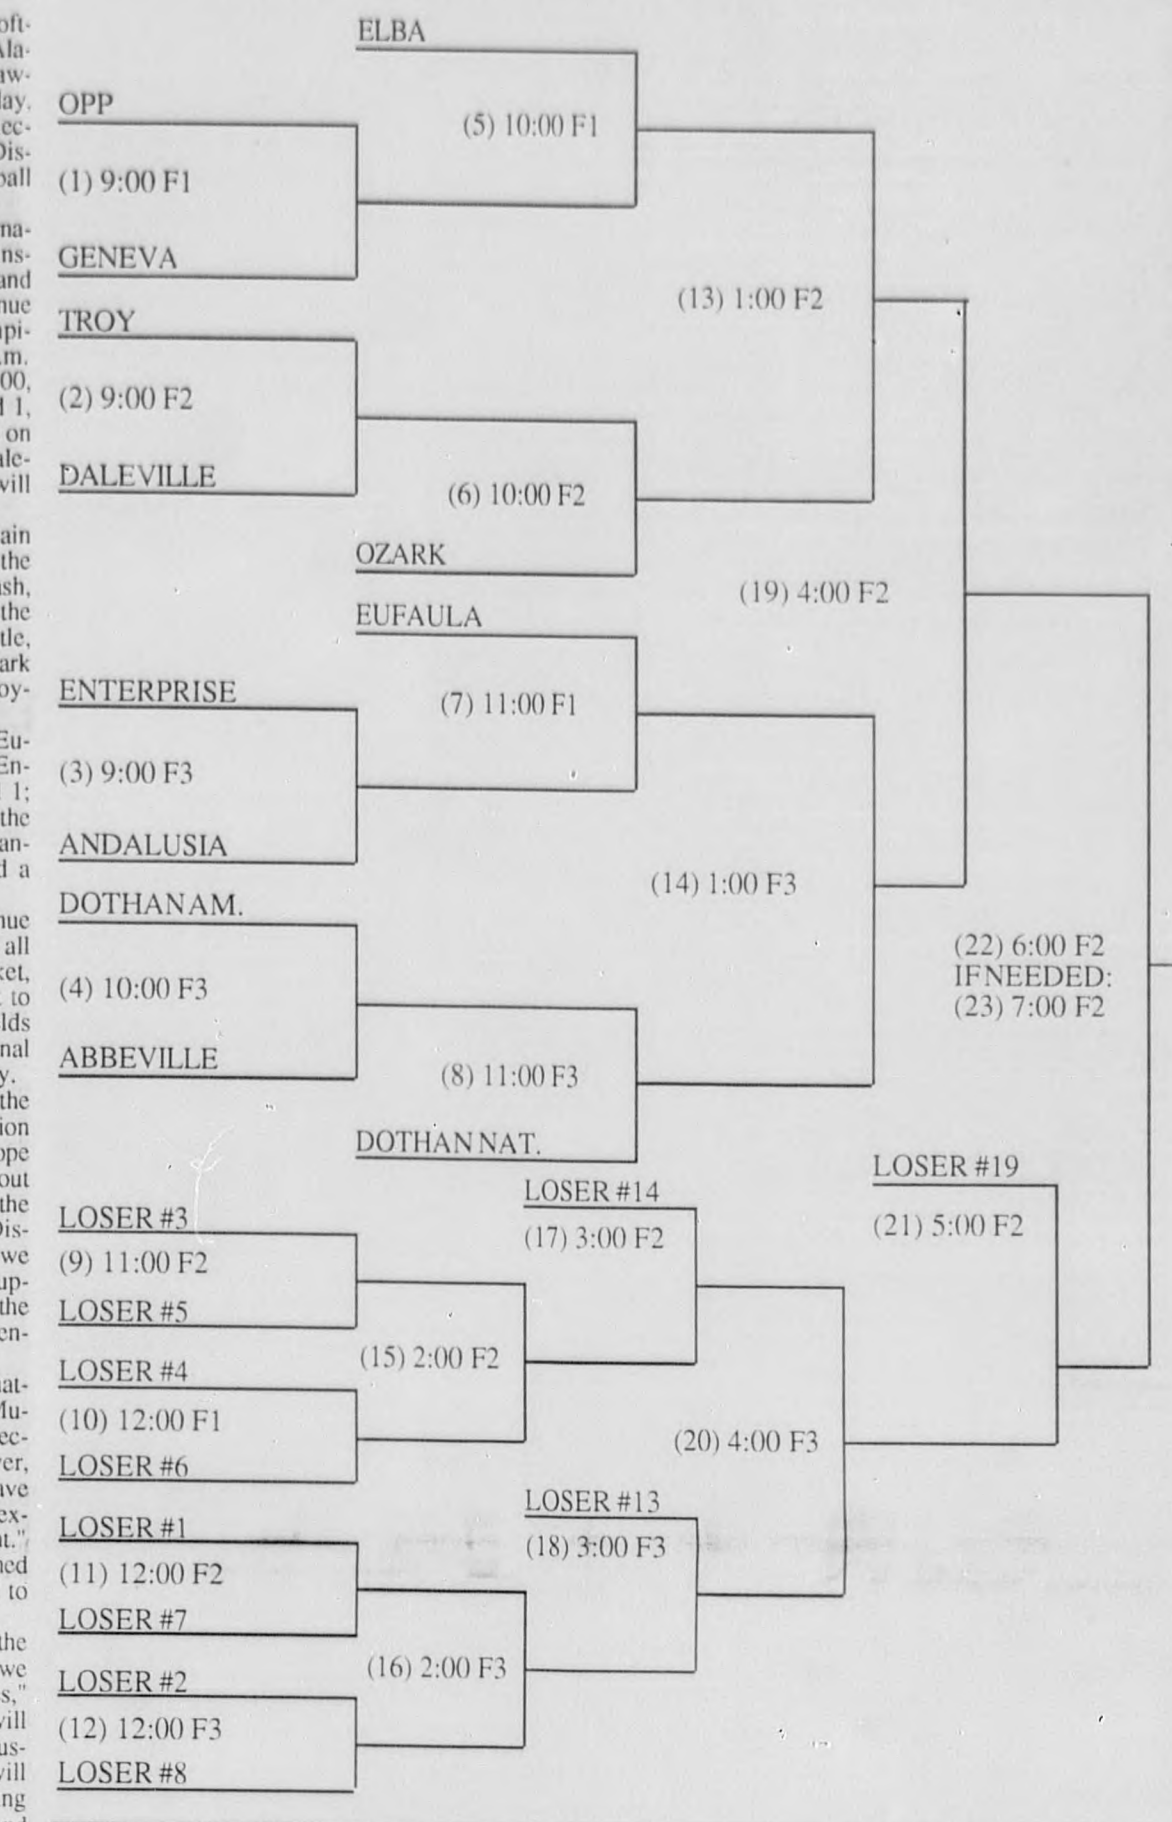 ELBA
OPP
(5) 10:00 F1
(1) 9:00 F1
GENEVA
(13) 1:00 F2
TROY
(2) 9:00 F2
DALEVILLE
(6) 10:00 F2
OZARK
(19) 4:00 F2
EUFAULA
ENTERPRISE
(7) 11:00 F1
(3) 9:00 F3
ANDALUSIA
(14) 1:00 F3
DOTHAN AM.
(22) 6:00 F2
IF NEEDED:
(23) 7:00 F2
(4) 10:00 F3
ABBEVILLE
(8) 11:00 F3
DOTHAN NAT.
LOSER #19
LOSER #14
LOSER #3
(17) 3:00 F2
(21) 5:00 F2
(9) 11:00 F2
LOSER #5
(15) 2:00 F2
LOSER #4
(10) 12:00 F1
(20) 4:00 F3
LOSER #6
LOSER #13
LOSER #1
(18) 3:00 F3
(11) 12:00 F2
LOSER #7
(16) 2:00 F3
LOSER #2
(12) 12:00 F3
LOSER #8